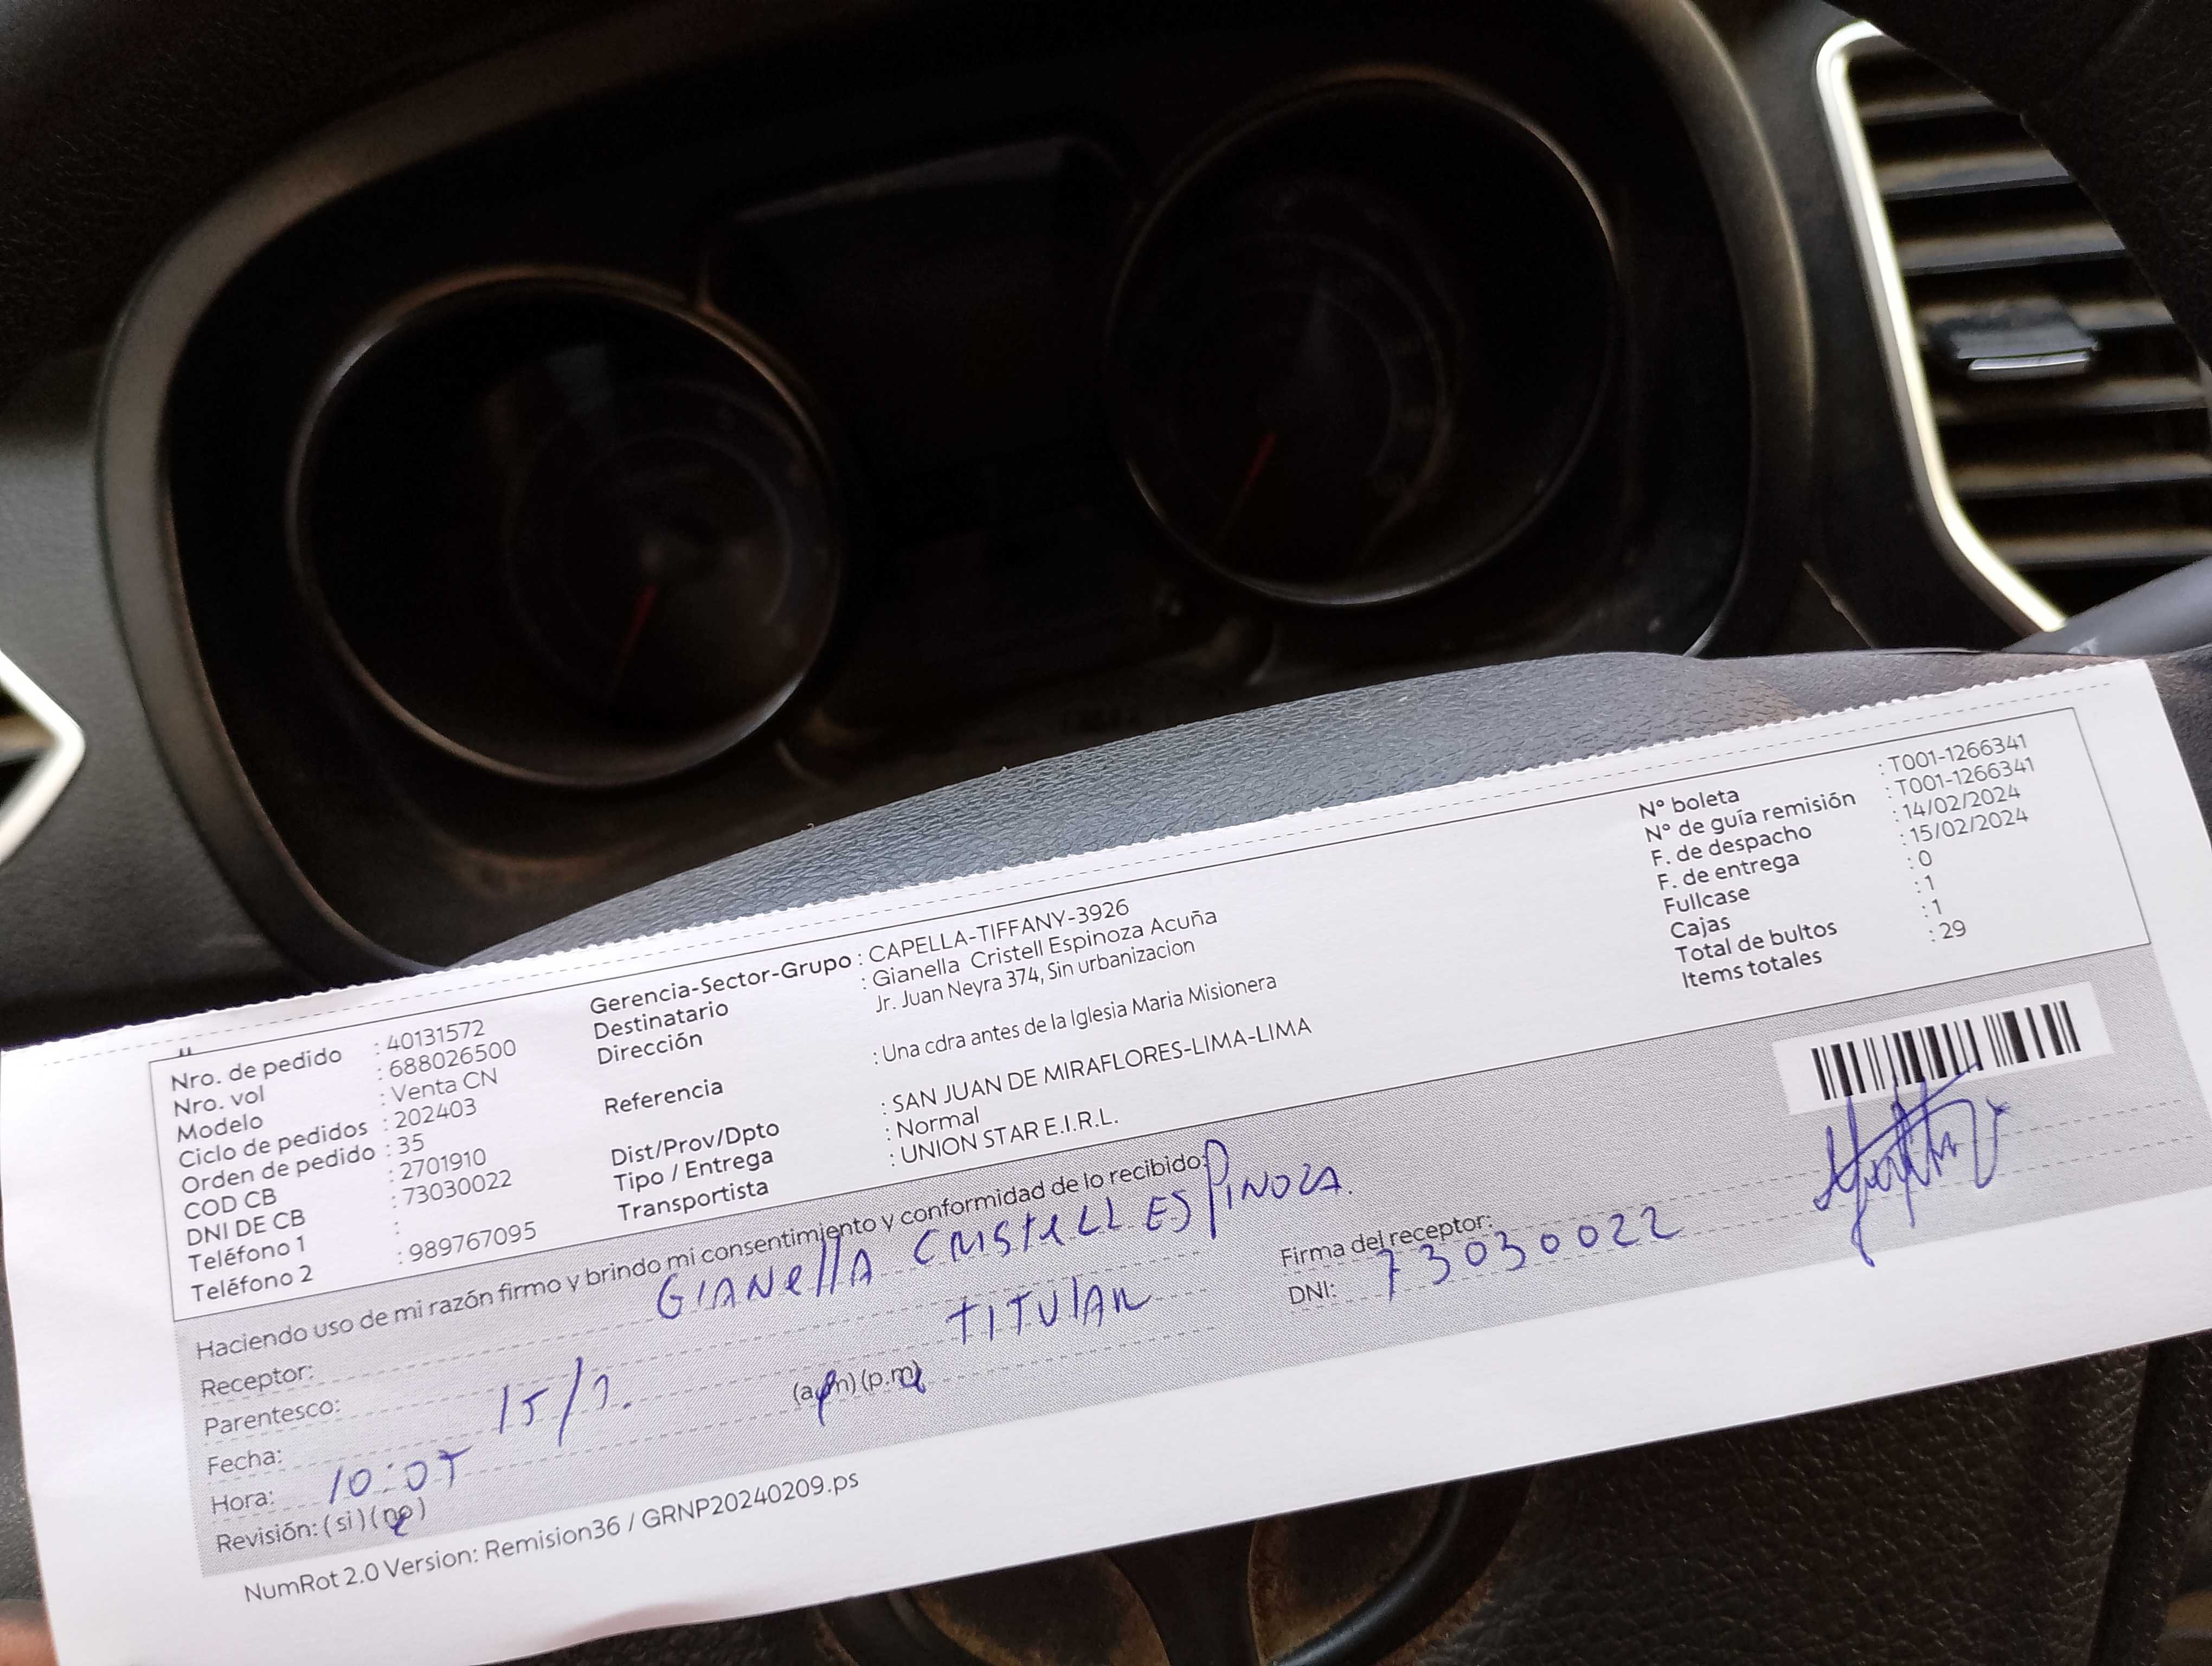 Nro. de pedido : 40131572
Nro. vol : 688026500
Modelo : Venta CN
Ciclo de pedidos : 202403
Orden de pedido : 35
COD CB : 2701910
DNI DE CB : 73030022
Teléfono 1 :
Teléfono 2 : 989767095
Gerencia-Sector-Grupo : CAPELLA-TIFFANY-3926
Destinatario : Gianella Cristell Espinoza Acuña
Dirección Jr. Juan Neyra 374, Sin urbanizacion
Referencia : Una cdra antes de la Iglesia Maria Misionera
Dist/Prov/Dpto : SAN JUAN DE MIRAFLORES-LIMA-LIMA
Tipo / Entrega : Normal
Transportista : UNION STAR E.I.R.L.
N° boleta : T001-1266341
N° de guía remisión : T001-1266341
F. de despacho : 14/02/2024
F. de entrega : 15/02/2024
Fullcase : 0
Cajas : 1
Total de bultos : 1
Items totales : 29
Haciendo uso de mi razón firmo y brindo mi consentimiento y conformidad de lo recibido:
Receptor: GIANELLA CRISTELL ESPINOZA.
Parentesco: TITULAR
Fecha: 15/2.
Hora: 10:05 (a.m) (p.m)
Revisión: (si) (no)
Firma del receptor:
DNI: 73030022
NumRot 2.0 Version: Remision36 / GRNP20240209.ps